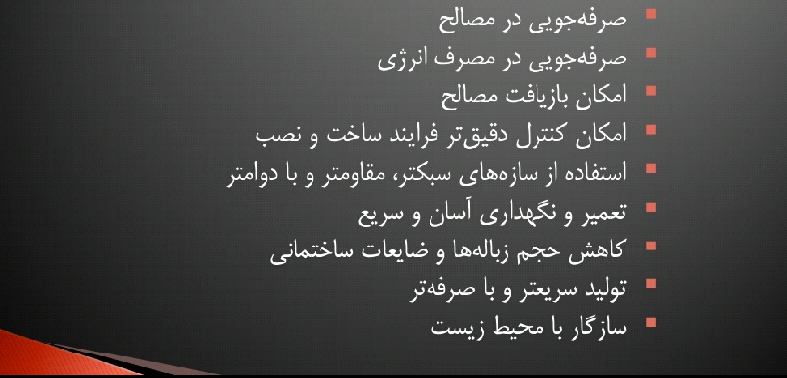 صرفه‌جویی در مصالح
صرفه‌جویی در مصرف انرژی
امکان بازیافت مصالح
امکان کنترل دقیق‌تر فرایند ساخت و نصب
استفاده از سازه‌های سبکتر، مقاومتر و با دوامتر
تعمیر و نگهداری آسان و سریع
کاهش حجم زباله‌ها و ضایعات ساختمانی
تولید سریعتر و با صرفه‌تر
سازگار با محیط زیست